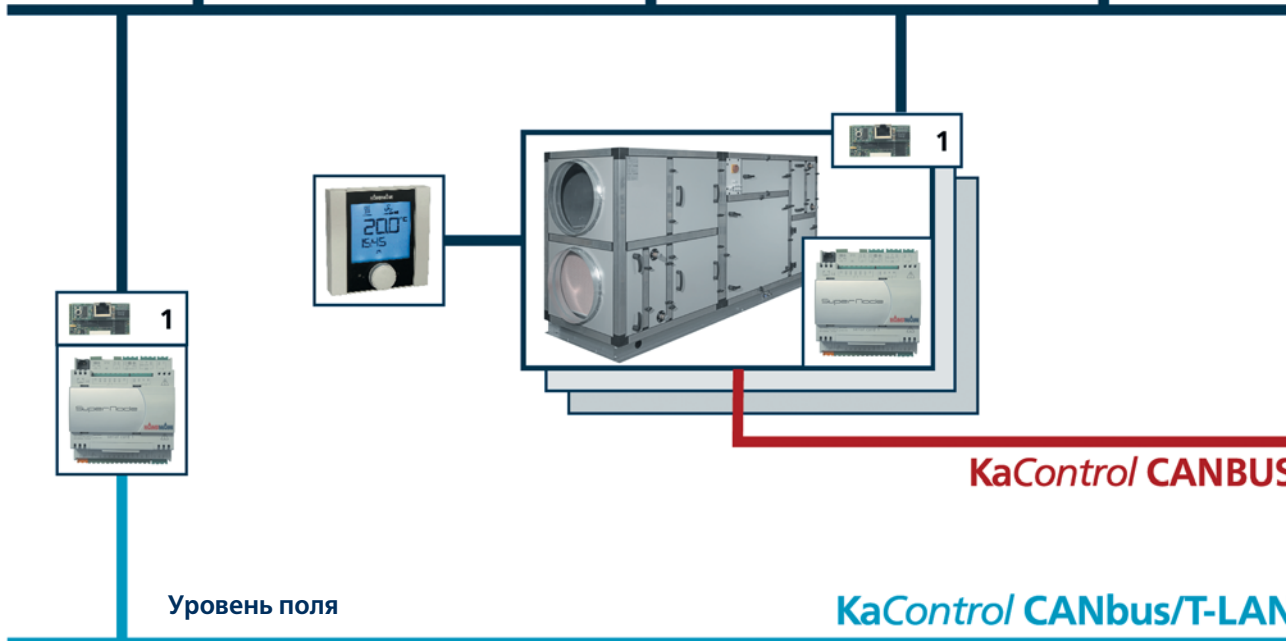 1
20.0°C
15:45
SuperNode
1
SuperNode
KaControl CANBUS
Уровень поля
KaControl CANbus/T-LAN